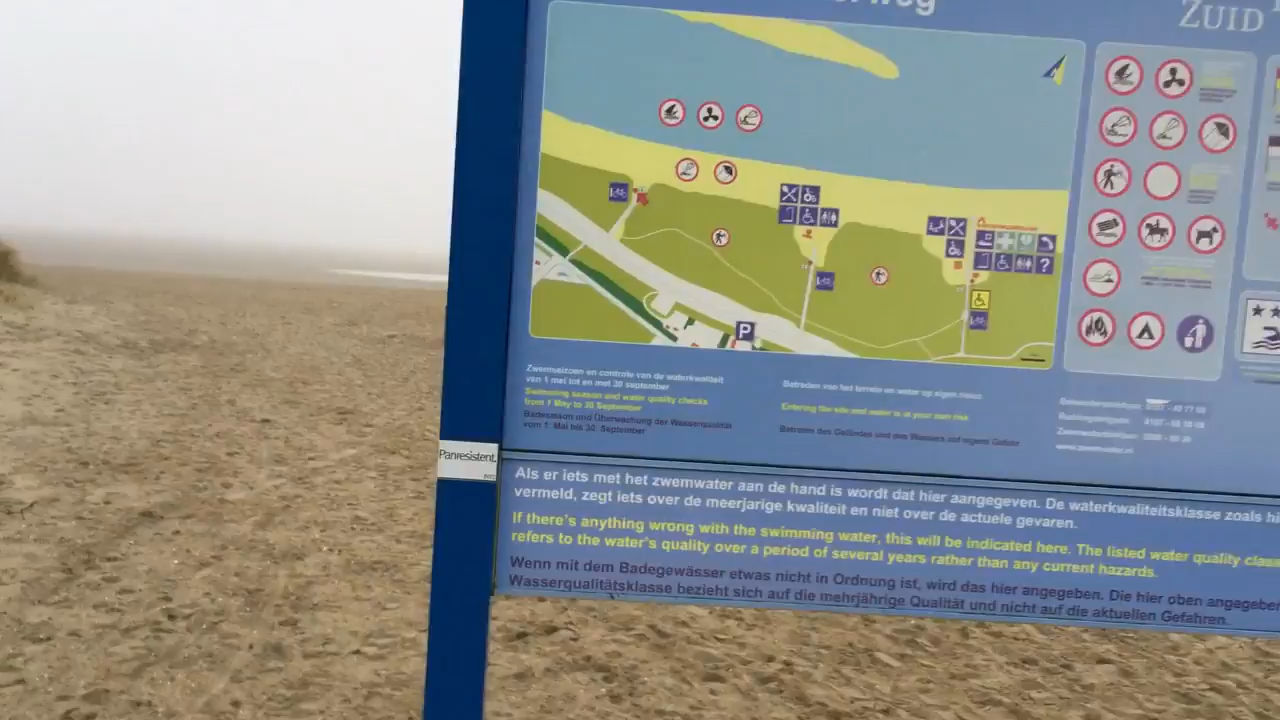 ZUID
P
?
Zwemseizoen en controle van de waterkwaliteit
van 1 mei tot en met 30 september
Swimming season and water quality checks
from 1 May to 30 September
Badesaison und Überwachung der Wasserqualität
vom 1. Mai bis 30. September
Betreden van het terrein en water op eigen risico
Entering the site and water is at your own risk
Betreten des Geländes und des Wassers auf eigene Gefahr
Panresistent.
Als er iets met het zwemwater aan de hand is wordt dat hier aangegeven. De waterkwaliteitsklasse zoals
vermeld, zegt iets over de meerjarige kwaliteit en niet over de actuele gevaren.
If there's anything wrong with the swimming water, this will be indicated here. The listed water quality
refers to the water's quality over a period of several years rather than any current hazards.
Wenn mit dem Badegewässer etwas nicht in Ordnung ist, wird das hier angegeben. Die hier oben
Wasserqualitätsklasse bezieht sich auf die mehrjährige Qualität und nicht auf die aktuellen Gefahren.